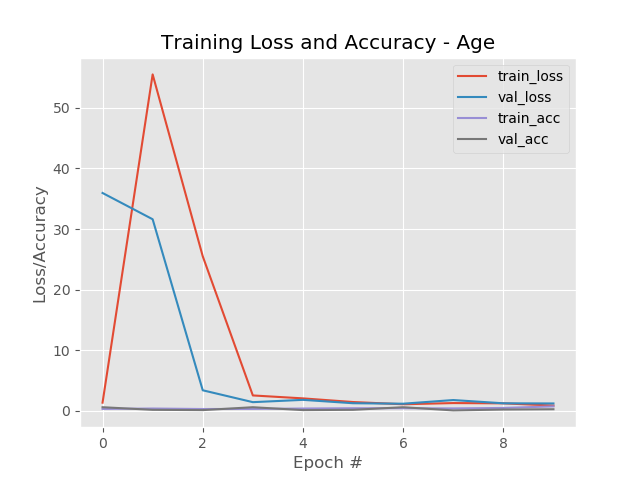 Training Loss and Accuracy - Age
train_loss
val_loss
train_acc
val_acc
Loss/Accuracy
50
40
30
20
10
0
0 2 4 6 8
Epoch #